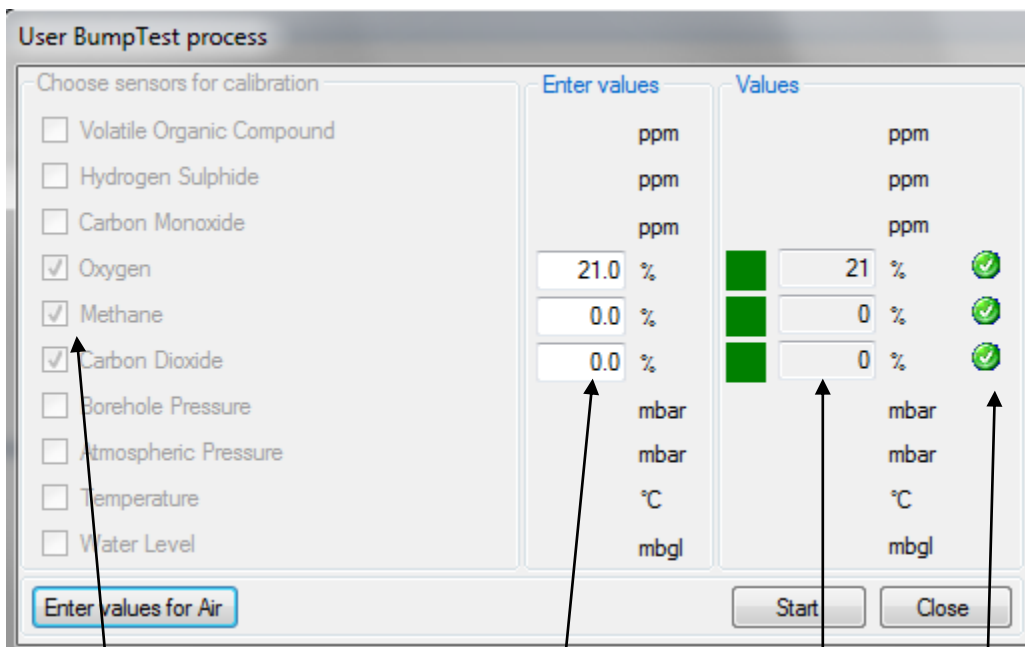 User BumpTest process
Choose sensors for calibration Enter values Values
Volatile Organic Compound ppm ppm
Hydrogen Sulphide ppm ppm
Carbon Monoxide ppm ppm
Oxygen 21.0 % 21 %
Methane 0.0 % 0 %
Carbon Dioxide 0.0 % 0 %
Borehole Pressure mbar mbar
Atmospheric Pressure mbar mbar
Temperature °C °C
Water Level mbgl mbgl
Enter values for Air Start Close